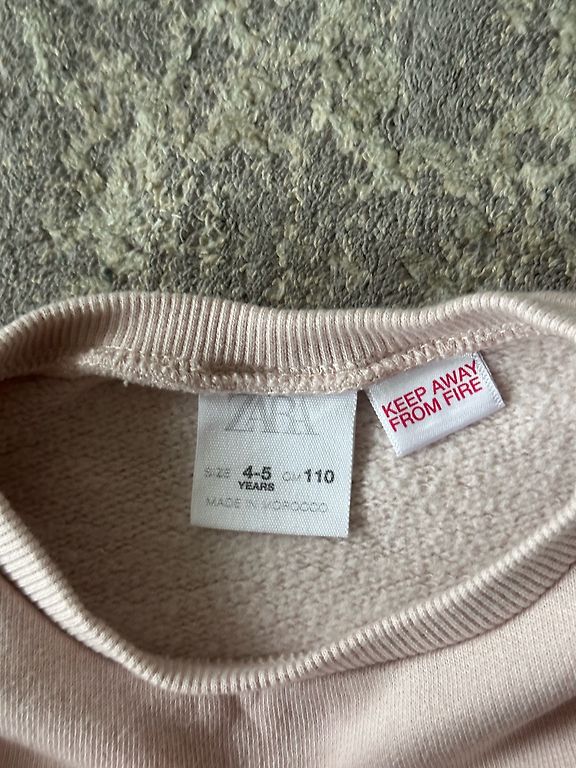 ZARA
SIZE 4-5 CM 110
YEARS
MADE IN MOROCCO
KEEP AWAY
FROM FIRE